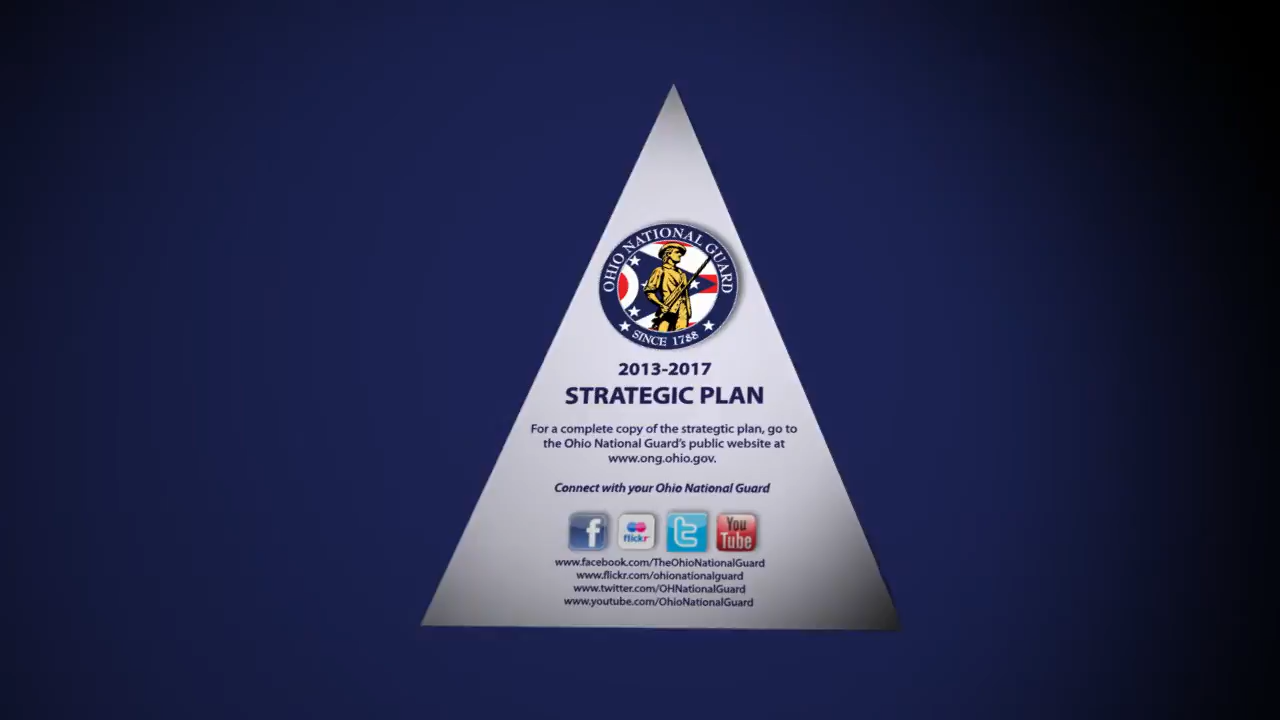 OHIO NATIONAL GUARD
SINCE 1788
2013-2017
STRATEGIC PLAN
For a complete copy of the strategtic plan, go to
the Ohio National Guard's public website at
www.ong.ohio.gov.
Connect with your Ohio National Guard
f
flickr
t
You
Tube
www.facebook.com/TheOhioNationalGuard
www.flickr.com/ohionationalguard
www.twitter.com/OHNationalGuard
www.youtube.com/OhioNationalGuard